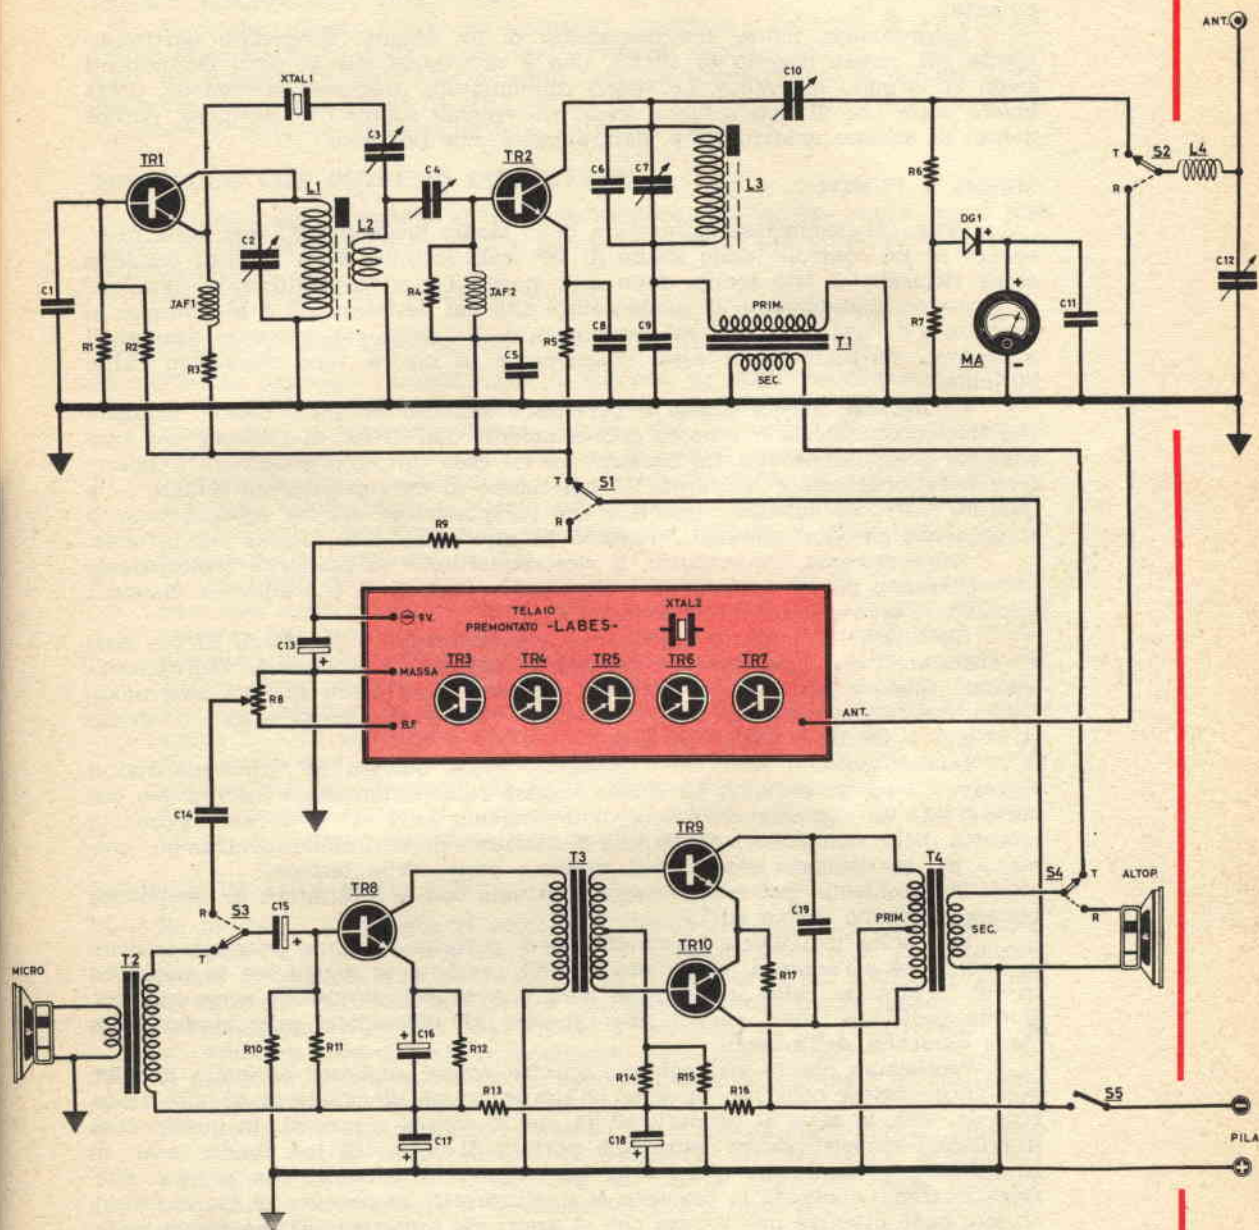 ANT.
XTAL1
C10
C3
TR1
C4
TR2
S2
L4
T
R
L1
C6
C7
L3
R6
L2
DG1
+
C2
C12
C1
JAF1
R4
JAF2
PRIM.
+
C11
R1
R2
R3
R5
C8
C9
T1
R7
MA
C5
SEC.
-
T
S1
R
R9
⊖ 9V.
TELAIO
PREMONTATO -LABES-
XTAL2
C13
+
MASSA
TR3
TR4
TR5
TR6
TR7
R8
B.F
ANT.
C14
TR9
TR8
T3
T4
S4
T
ALTOP.
R
R
S3
C15
+
C19
PRIM.
SEC.
T
TR10
MICRO
T2
R17
+
C16
R10
R11
R12
R14
R15
R13
R16
S5
-
C17
+
C18
+
PILA
+